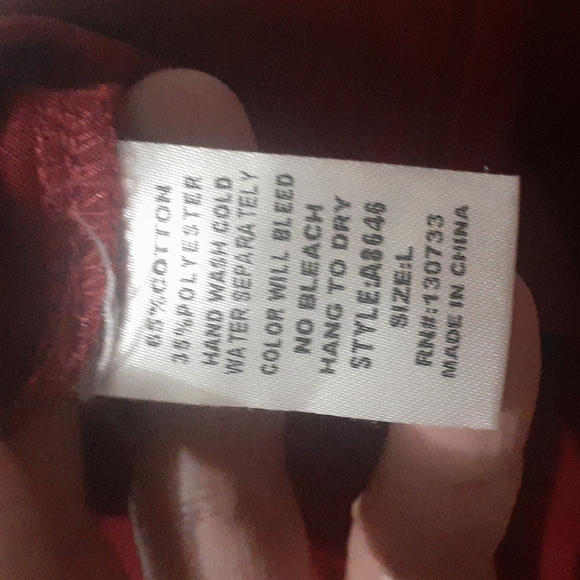 65%COTTON
35%POLYESTER
HAND WASH COLD
WATER SEPARATELY
COLOR WILL BLEED
NO BLEACH
HANG TO DRY
STYLE:A8646
SIZE:L
RN#:130733
MADE IN CHINA